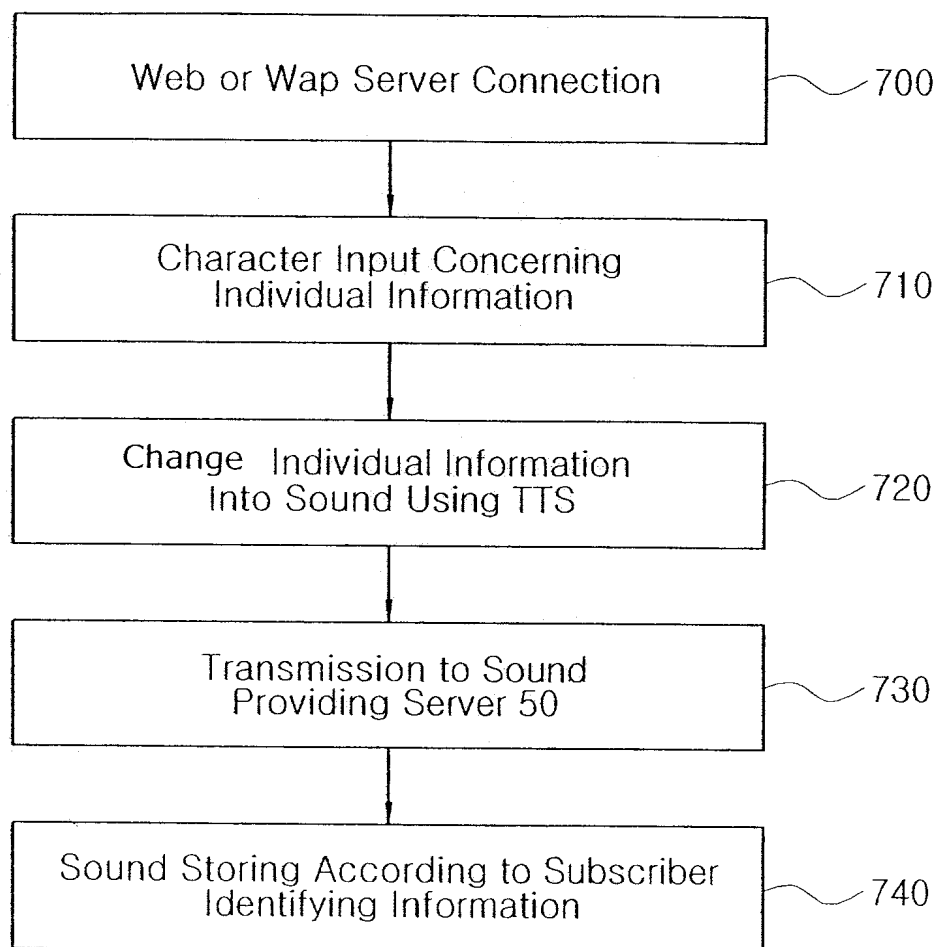 Web or Wap Server Connection
700
Character Input Concerning
Individual Information
710
Change Individual Information
Into Sound Using TTS
720
Transmission to Sound
Providing Server 50
730
Sound Storing According to Subscriber
Identifying Information
740